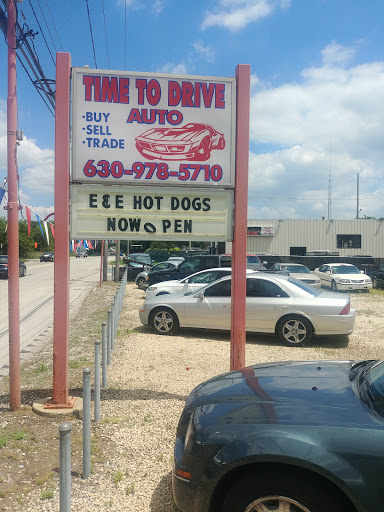 TIME TO DRIVE
AUTO
·BUY
·SELL
·TRADE
630-978-5710
E&E HOT DOGS
NOW OPEN